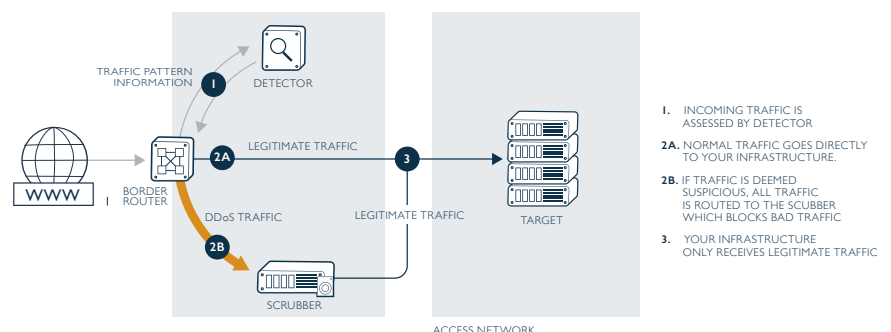 TRAFFIC PATTERN
INFORMATION
1
DETECTOR
WWW
BORDER
ROUTER
2A
LEGITIMATE TRAFFIC
3
DDoS TRAFFIC
2B
LEGITIMATE TRAFFIC
SCRUBBER
TARGET
ACCESS NETWORK
1. INCOMING TRAFFIC IS
ASSESSED BY DETECTOR
2A. NORMAL TRAFFIC GOES DIRECTLY
TO YOUR INFRASTRUCTURE.
2B. IF TRAFFIC IS DEEMED
SUSPICIOUS, ALL TRAFFIC
IS ROUTED TO THE SCUBBER
WHICH BLOCKS BAD TRAFFIC
3. YOUR INFRASTRUCTURE
ONLY RECEIVES LEGITIMATE TRAFFIC